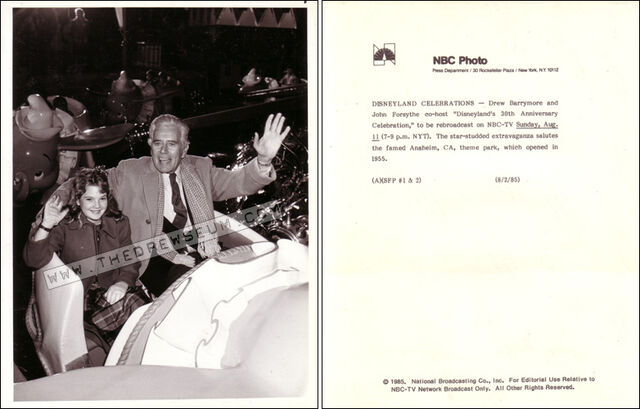 WWW.THEDREWSEUM.COM
NBC Photo
Press Department / 30 Rockefeller Plaza / New York, N.Y. 10112
DISNEYLAND CELEBRATIONS — Drew Barrymore and
John Forsythe co-host "Disneyland's 30th Anniversary
Celebration," to be rebroadcast on NBC-TV Sunday, Aug.
11 (7-9 p.m. NYT). The star-studded extravaganza salutes
the famed Anaheim, CA, theme park, which opened in
1955.
(A)(SFP #1 & 2) (8/2/85)
© 1985. National Broadcasting Co., Inc. For Editorial Use Relative to
NBC-TV Network Broadcast Only. All Other Rights Reserved.